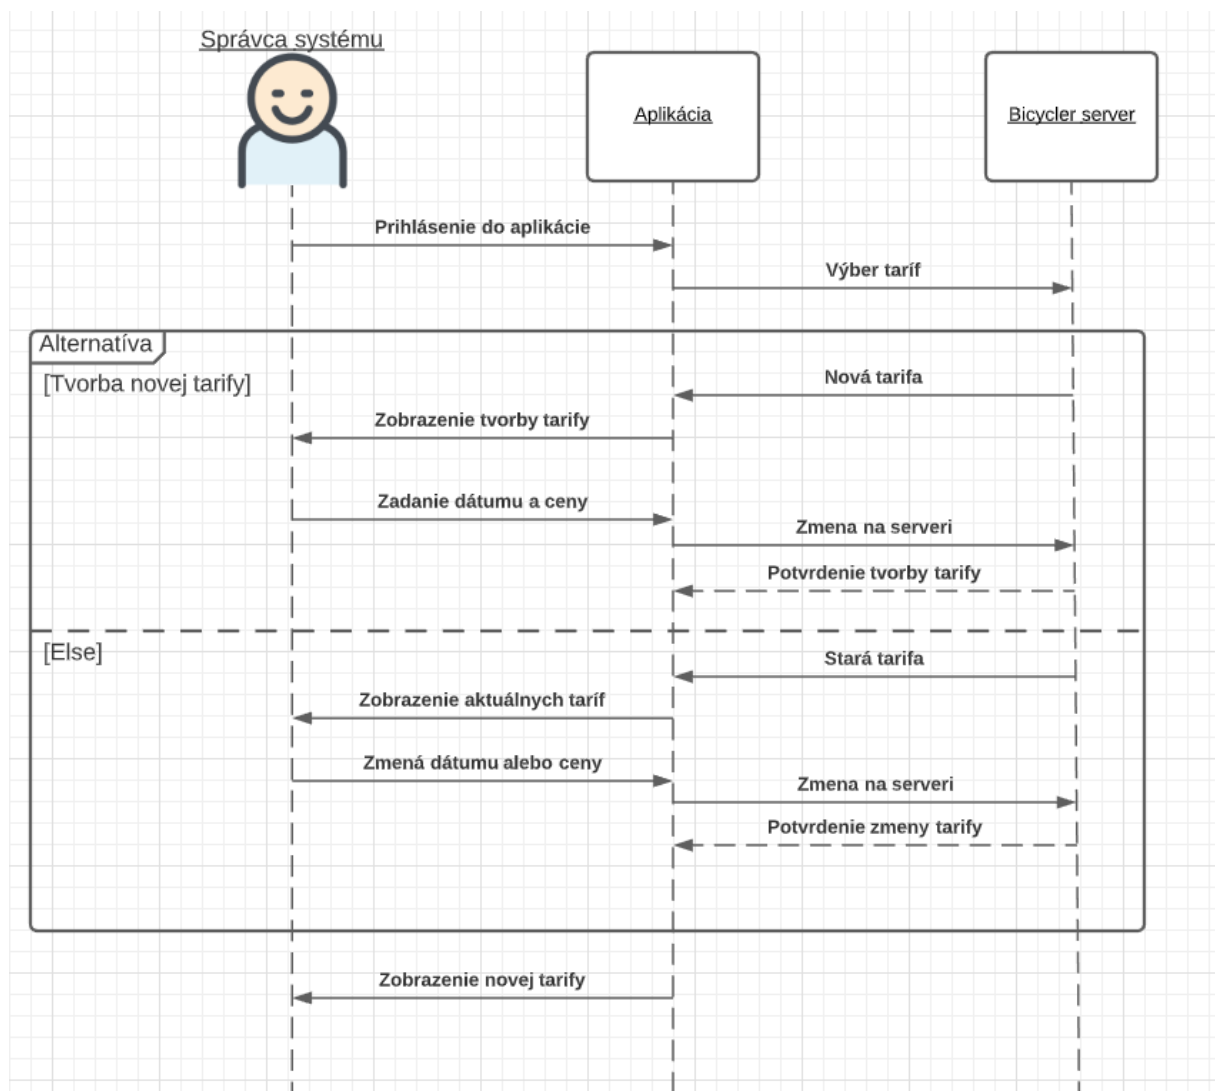 Správca systému
Aplikácia
Bicycler server
Prihlásenie do aplikácie
Výber taríf
Alternatíva
[Tvorba novej tarify]
Nová tarifa
Zobrazenie tvorby tarify
Zadanie dátumu a ceny
Zmena na serveri
Potvrdenie tvorby tarify
[Else]
Stará tarifa
Zobrazenie aktuálnych taríf
Zmená dátumu alebo ceny
Zmena na serveri
Potvrdenie zmeny tarify
Zobrazenie novej tarify